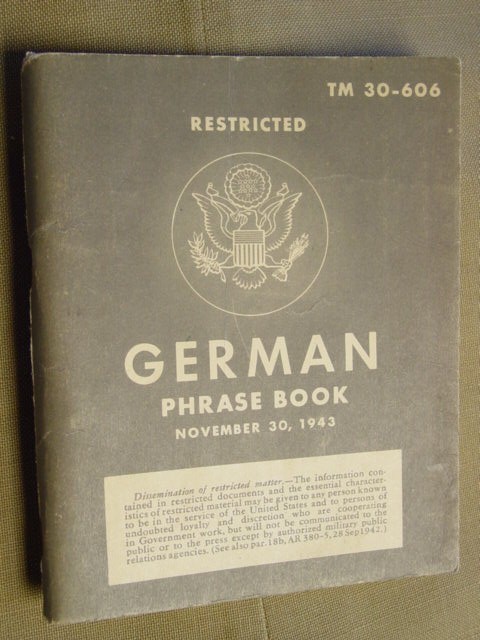 TM 30-606
RESTRICTED
GERMAN
PHRASE BOOK
NOVEMBER 30, 1943
Dissemination of restricted matter.—The information con-
tained in restricted documents and the essential character-
istics of restricted material may be given to any person known
to be in the service of the United States and to persons of
undoubted loyalty and discretion who are cooperating
in Government work, but will not be communicated to the
public or to the press except by authorized military public
relations agencies. (See also par. 18b, AR 380-5, 28 Sep 1942.)